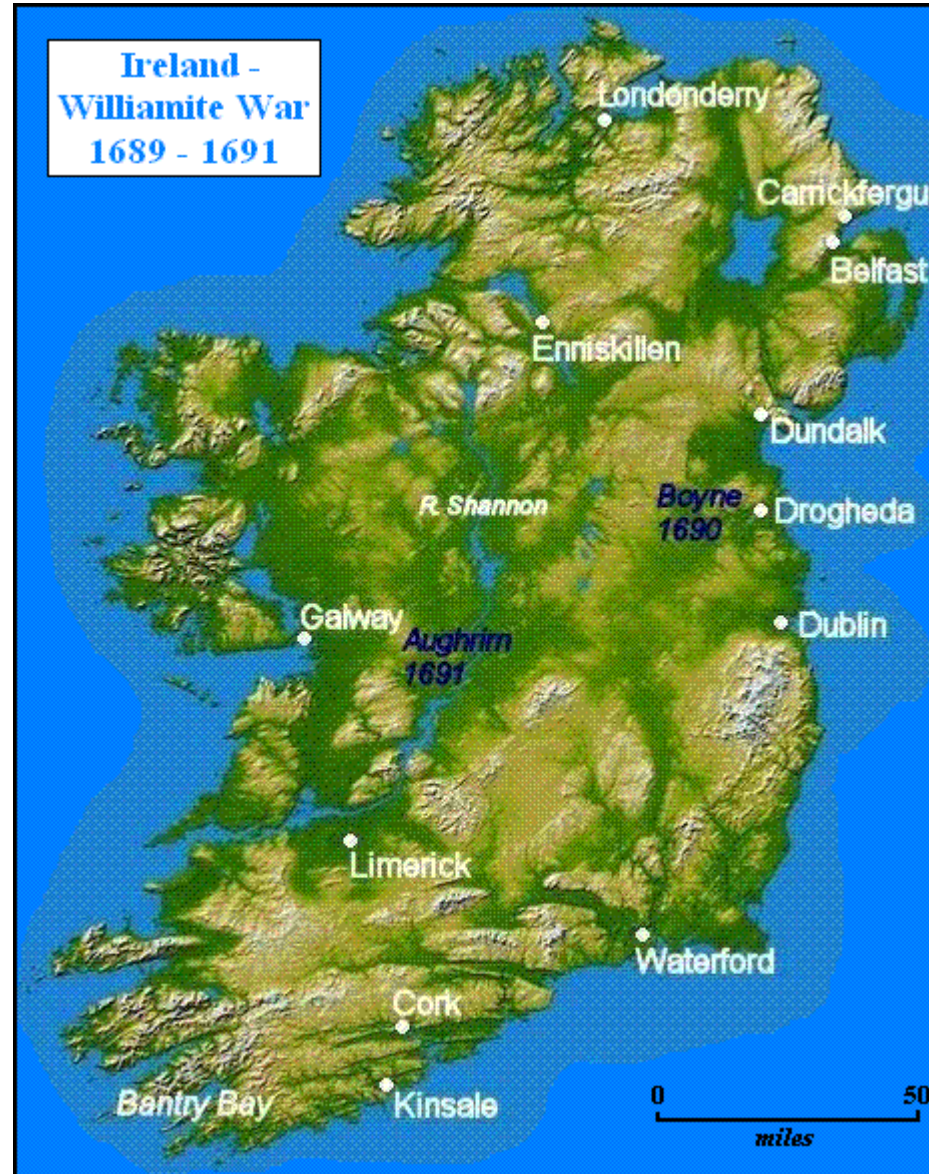 Ireland -
Williamite War
1689 - 1691
Londonderry
Carrickfergu
Belfast
Enniskillen
Dundalk
R. Shannon
Boyne
1690
Drogheda
Galway
Dublin
Aughrim
1691
Limerick
Waterford
Cork
Bantry Bay
Kinsale
0 50
miles